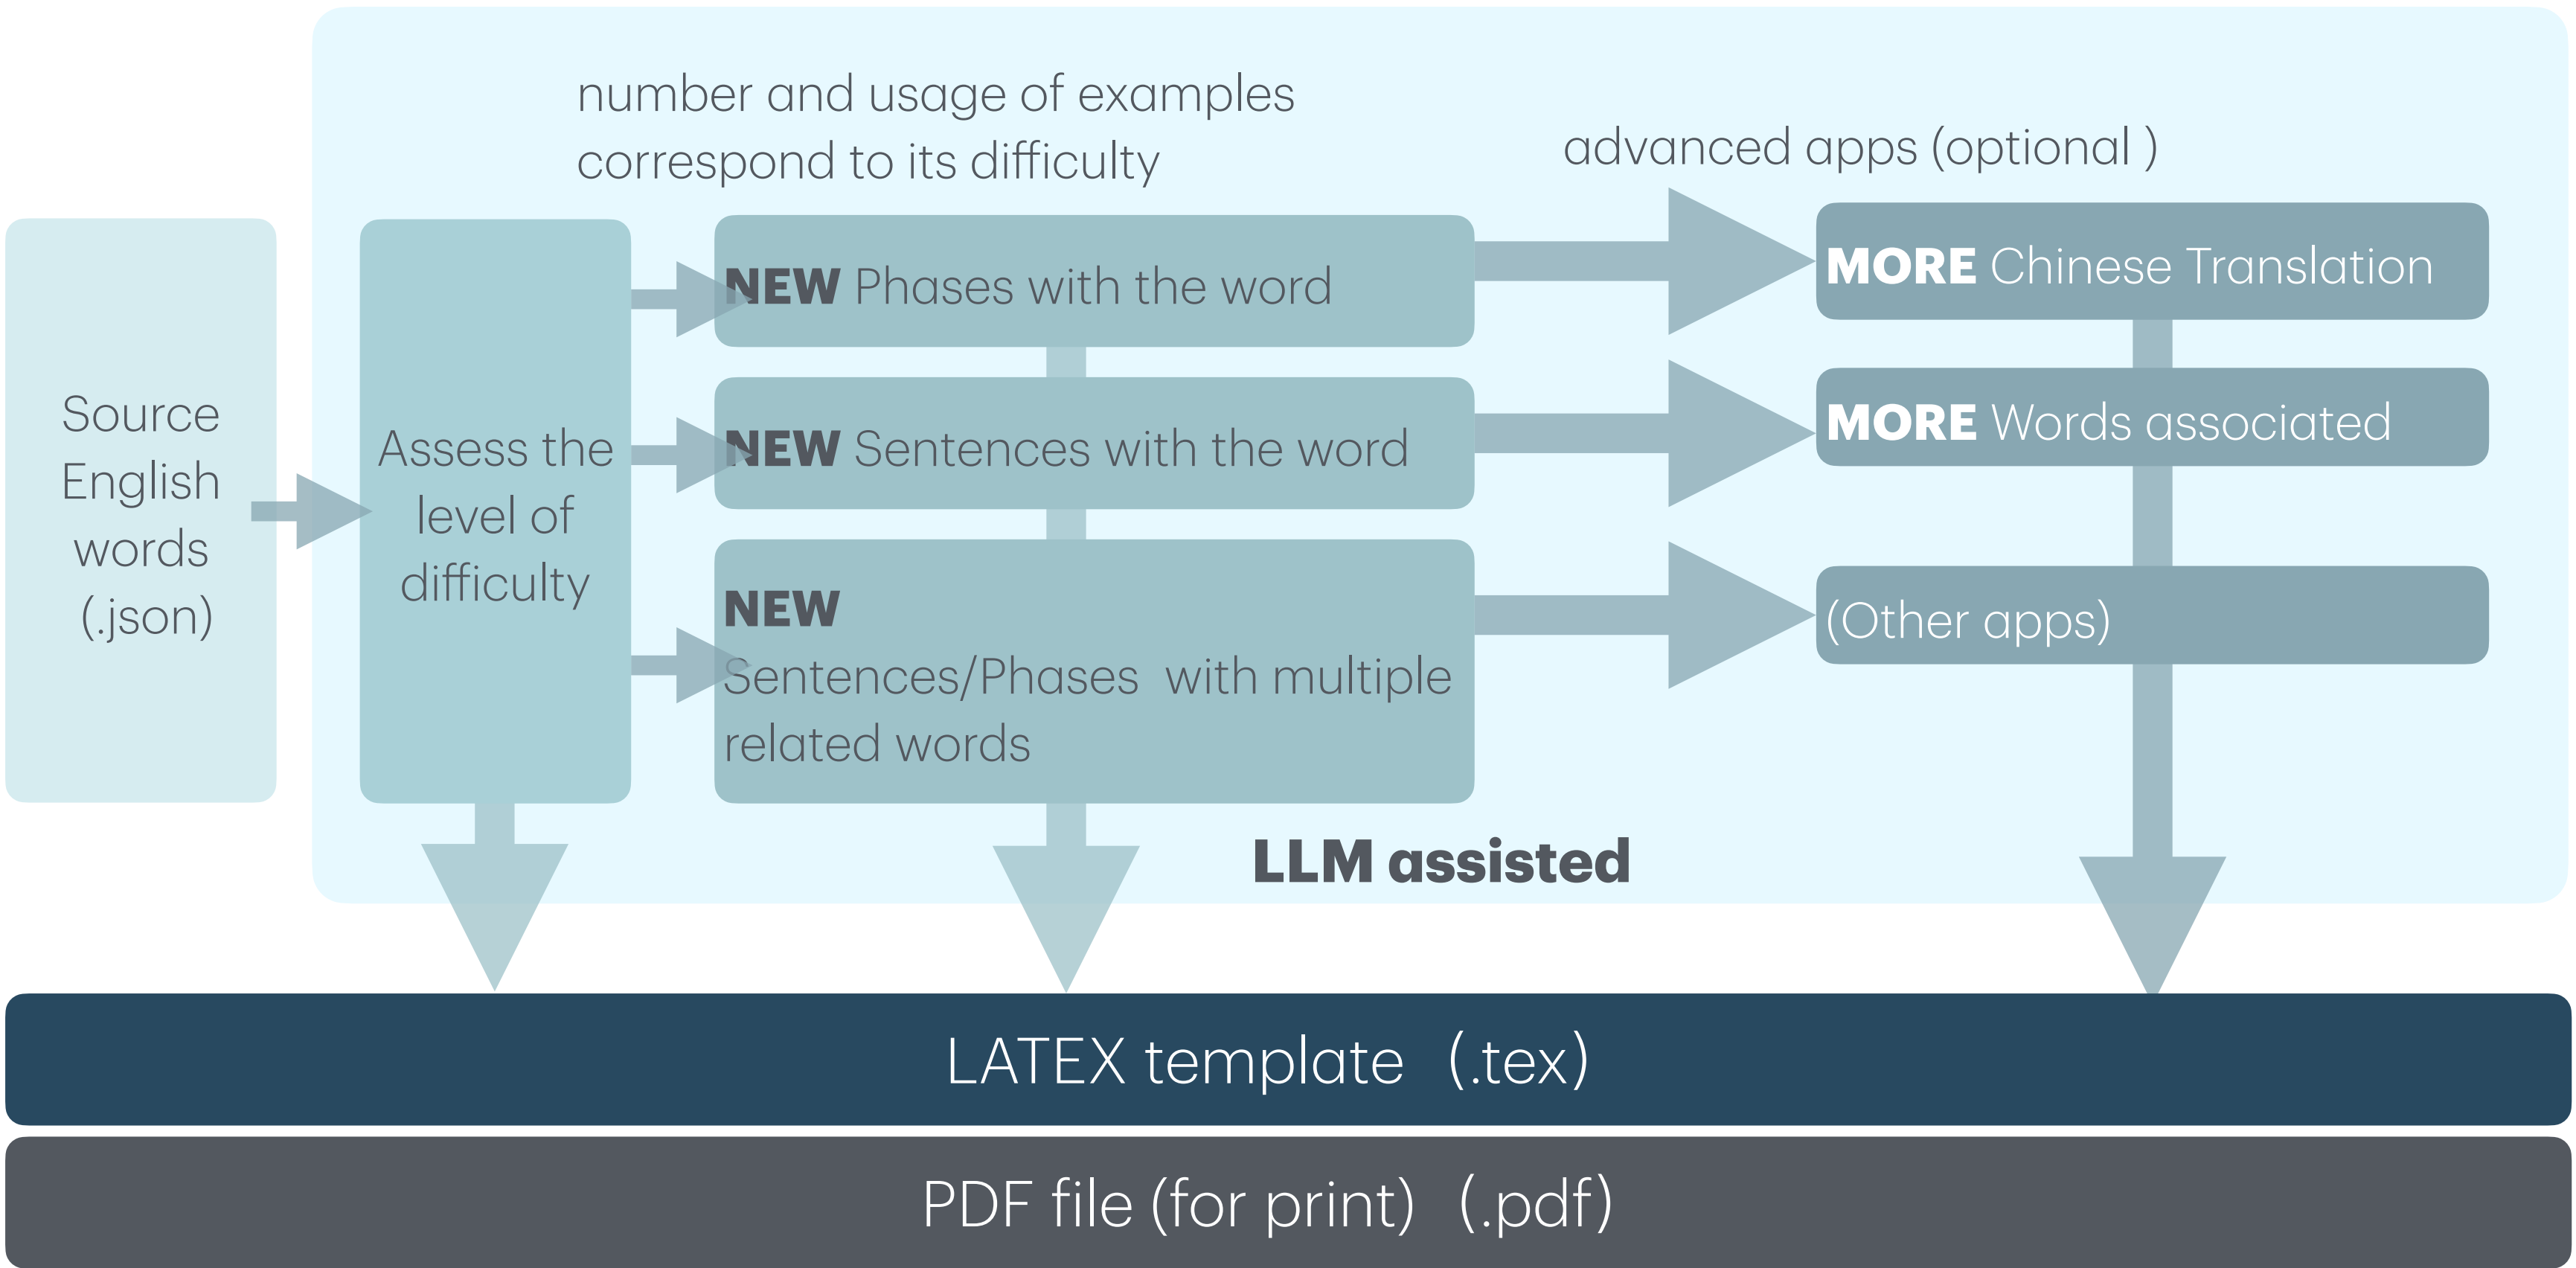 number and usage of examples
correspond to its difficulty
advanced apps (optional )
Source
English
words
(.json)
Assess the
level of
difficulty
NEW Phases with the word
NEW Sentences with the word
NEW
Sentences/Phases  with multiple
related words
MORE Chinese Translation
MORE Words associated
(Other apps)
LLM assisted
LATEX template  (.tex)
PDF file (for print)  (.pdf)